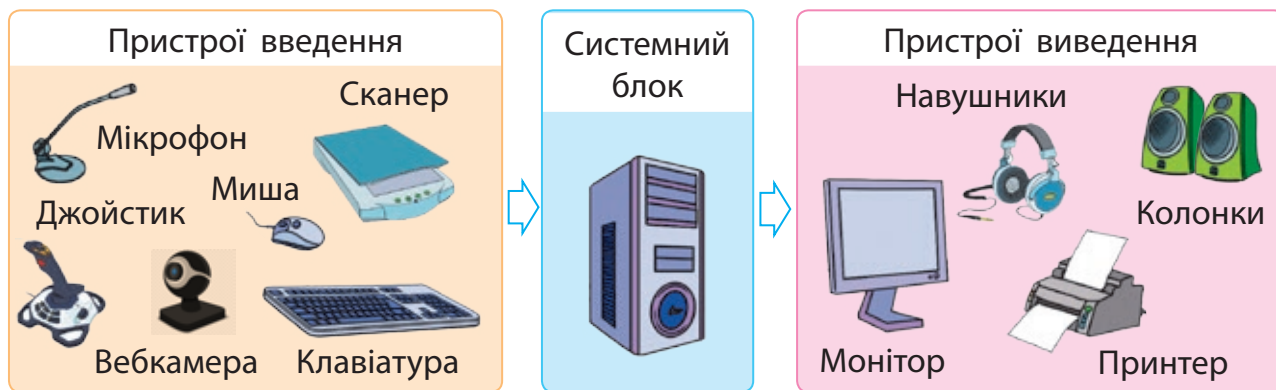 Пристрої введення
Сканер
Мікрофон
Миша
Джойстик
Вебкамера
Клавіатура
Системний
блок
Пристрої виведення
Навушники
Колонки
Монітор
Принтер